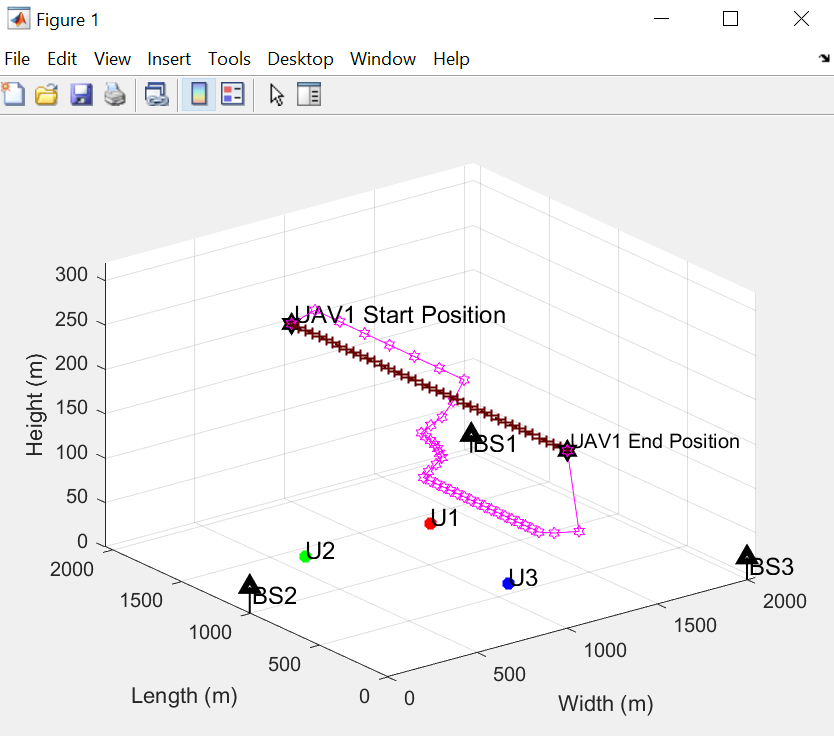 Figure 1
File Edit View Insert Tools Desktop Window Help
300
250
200
150
100
50
0
Height (m)
UAV1 Start Position
UAV1 End Position
BS1
U1
U2
U3
BS2
BS3
2000
1500
1000
500
0
Length (m)
0
500
1000
1500
2000
Width (m)